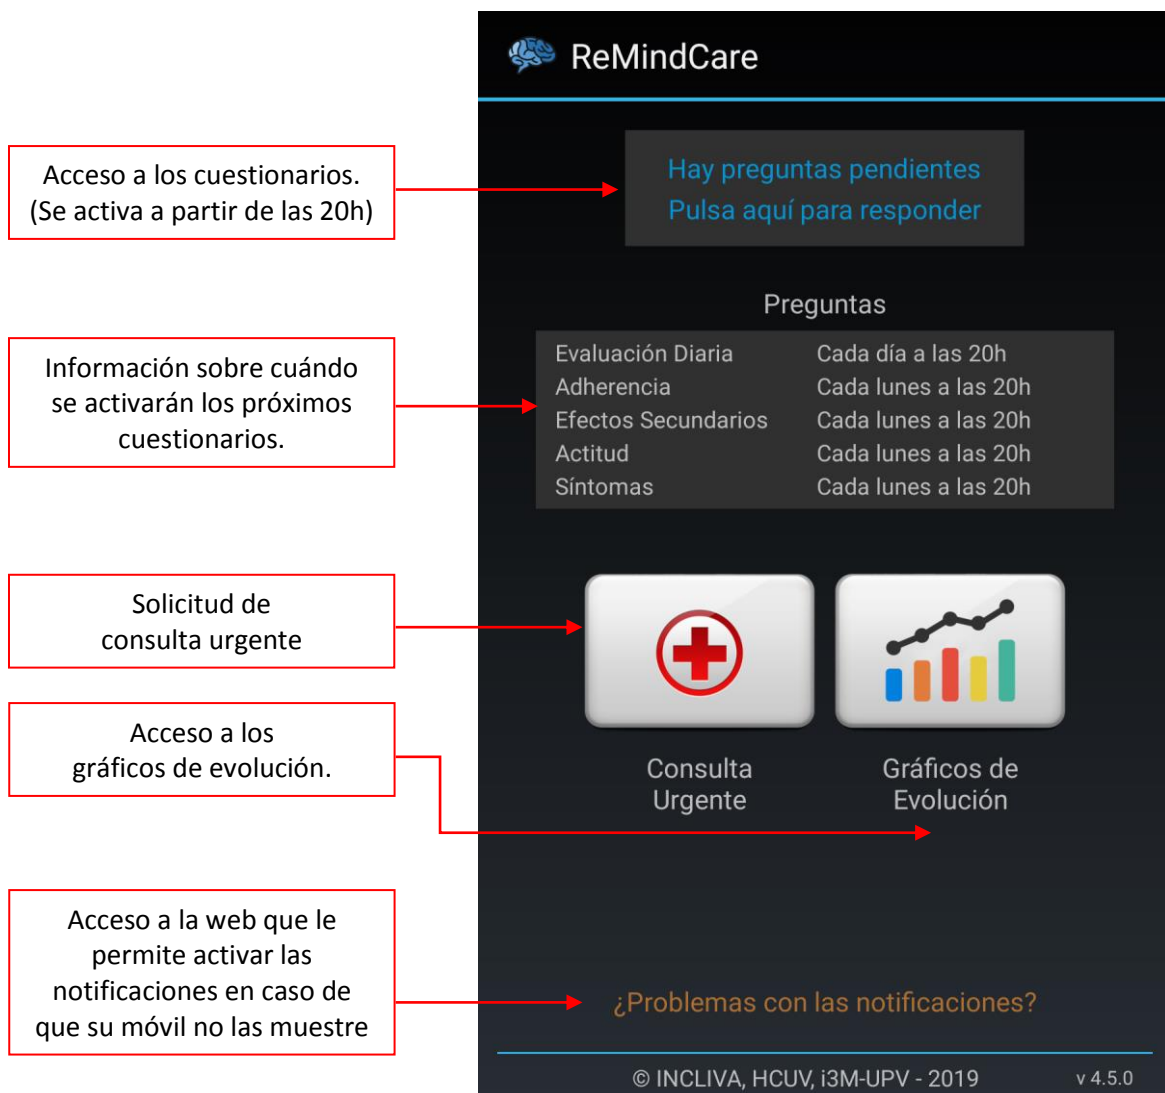 ReMindCare
Acceso a los cuestionarios.
(Se activa a partir de las 20h)
Hay preguntas pendientes
Pulsa aquí para responder
Información sobre cuándo
se activarán los próximos
cuestionarios.
Preguntas
Evaluación Diaria Cada día a las 20h
Adherencia Cada lunes a las 20h
Efectos Secundarios Cada lunes a las 20h
Actitud Cada lunes a las 20h
Síntomas Cada lunes a las 20h
Solicitud de
consulta urgente
Acceso a los
gráficos de evolución.
Consulta
Urgente
Gráficos de
Evolución
Acceso a la web que le
permite activar las
notificaciones en caso de
que su móvil no las muestre
¿Problemas con las notificaciones?
© INCLIVA, HCUV, i3M-UPV - 2019 v 4.5.0